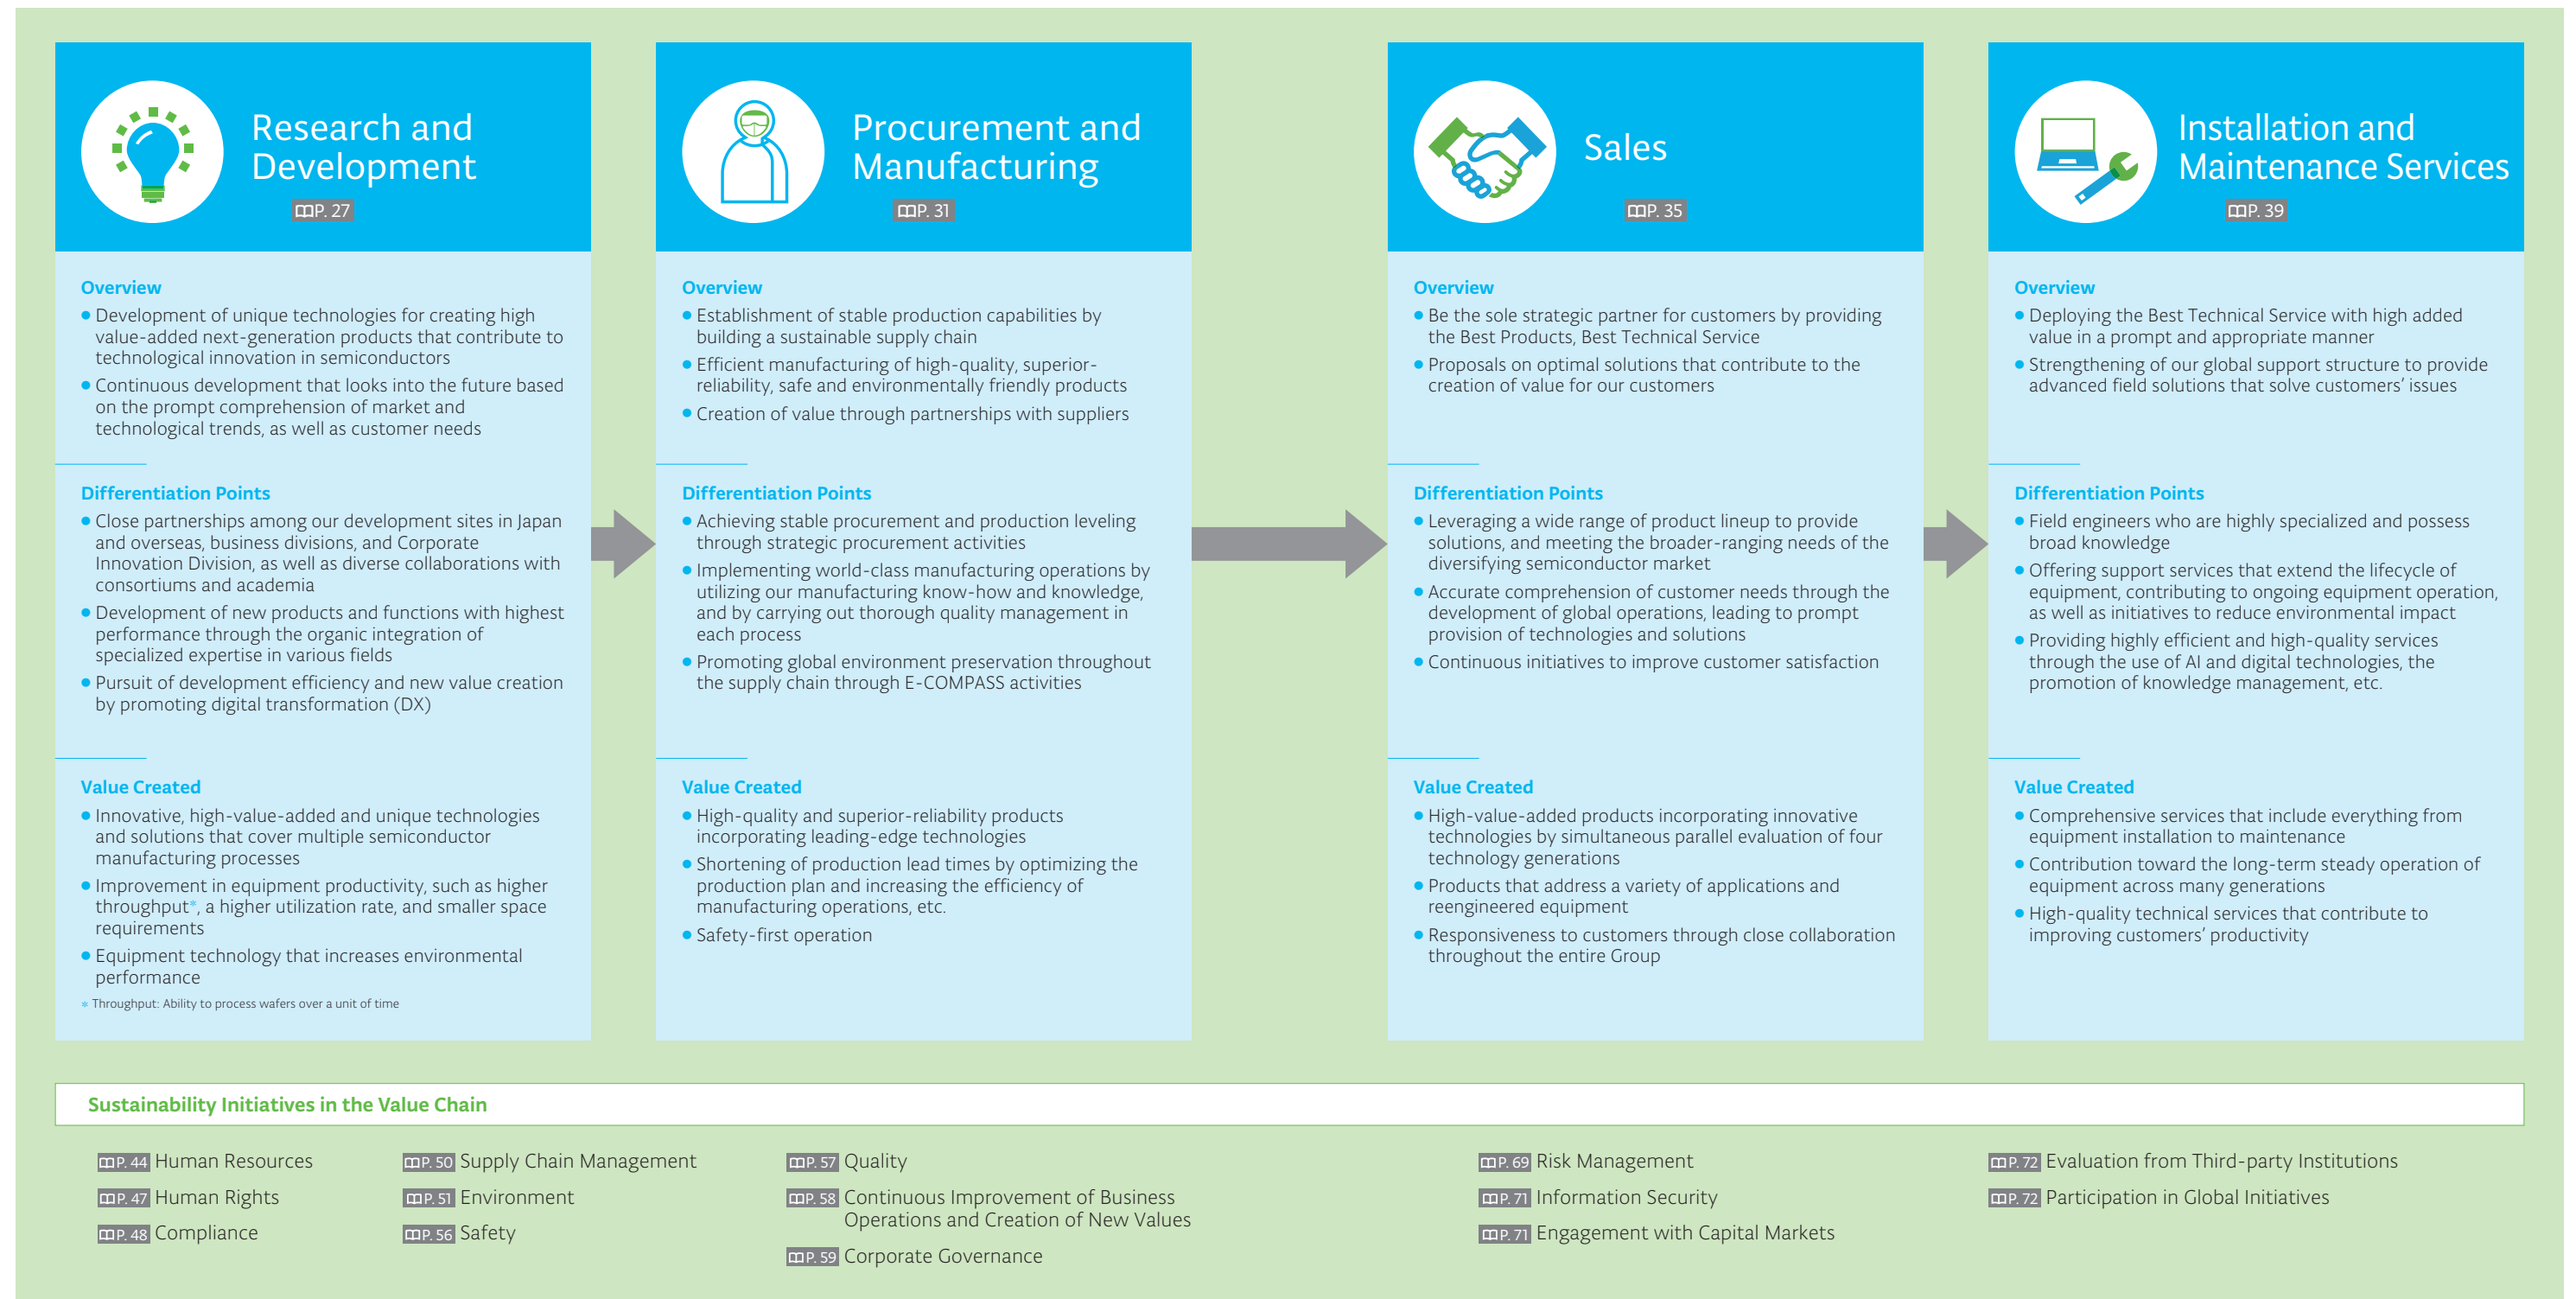 Research and
Development
P. 27
Overview
● Development of unique technologies for creating high
value-added next-generation products that contribute to
technological innovation in semiconductors
● Continuous development that looks into the future based
on the prompt comprehension of market and
technological trends, as well as customer needs
Differentiation Points
● Close partnerships among our development sites in Japan
and overseas, business divisions, and Corporate
Innovation Division, as well as diverse collaborations with
consortiums and academia
● Development of new products and functions with highest
performance through the organic integration of
specialized expertise in various fields
● Pursuit of development efficiency and new value creation
by promoting digital transformation (DX)
Value Created
● Innovative, high-value-added and unique technologies
and solutions that cover multiple semiconductor
manufacturing processes
● Improvement in equipment productivity, such as higher
throughput*, a higher utilization rate, and smaller space
requirements
● Equipment technology that increases environmental
performance
* Throughput: Ability to process wafers over a unit of time
Procurement and
Manufacturing
P. 31
Overview
● Establishment of stable production capabilities by
building a sustainable supply chain
● Efficient manufacturing of high-quality, superior-
reliability, safe and environmentally friendly products
● Creation of value through partnerships with suppliers
Differentiation Points
● Achieving stable procurement and production leveling
through strategic procurement activities
● Implementing world-class manufacturing operations by
utilizing our manufacturing know-how and knowledge,
and by carrying out thorough quality management in
each process
● Promoting global environment preservation throughout
the supply chain through E-COMPASS activities
Value Created
● High-quality and superior-reliability products
incorporating leading-edge technologies
● Shortening of production lead times by optimizing the
production plan and increasing the efficiency of
manufacturing operations, etc.
● Safety-first operation
Sales
P. 35
Overview
● Be the sole strategic partner for customers by providing
the Best Products, Best Technical Service
● Proposals on optimal solutions that contribute to the
creation of value for our customers
Differentiation Points
● Leveraging a wide range of product lineup to provide
solutions, and meeting the broader-ranging needs of the
diversifying semiconductor market
● Accurate comprehension of customer needs through the
development of global operations, leading to prompt
provision of technologies and solutions
● Continuous initiatives to improve customer satisfaction
Value Created
● High-value-added products incorporating innovative
technologies by simultaneous parallel evaluation of four
technology generations
● Products that address a variety of applications and
reengineered equipment
● Responsiveness to customers through close collaboration
throughout the entire Group
Installation and
Maintenance Services
P. 39
Overview
● Deploying the Best Technical Service with high added
value in a prompt and appropriate manner
● Strengthening of our global support structure to provide
advanced field solutions that solve customers' issues
Differentiation Points
● Field engineers who are highly specialized and possess
broad knowledge
● Offering support services that extend the lifecycle of
equipment, contributing to ongoing equipment operation,
as well as initiatives to reduce environmental impact
● Providing highly efficient and high-quality services
through the use of AI and digital technologies, the
promotion of knowledge management, etc.
Value Created
● Comprehensive services that include everything from
equipment installation to maintenance
● Contribution toward the long-term steady operation of
equipment across many generations
● High-quality technical services that contribute to
improving customers' productivity
Sustainability Initiatives in the Value Chain
P. 44 Human Resources
P. 47 Human Rights
P. 48 Compliance
P. 50 Supply Chain Management
P. 51 Environment
P. 56 Safety
P. 57 Quality
P. 58 Continuous Improvement of Business
Operations and Creation of New Values
P. 59 Corporate Governance
P. 69 Risk Management
P. 71 Information Security
P. 71 Engagement with Capital Markets
P. 72 Evaluation from Third-party Institutions
P. 72 Participation in Global Initiatives